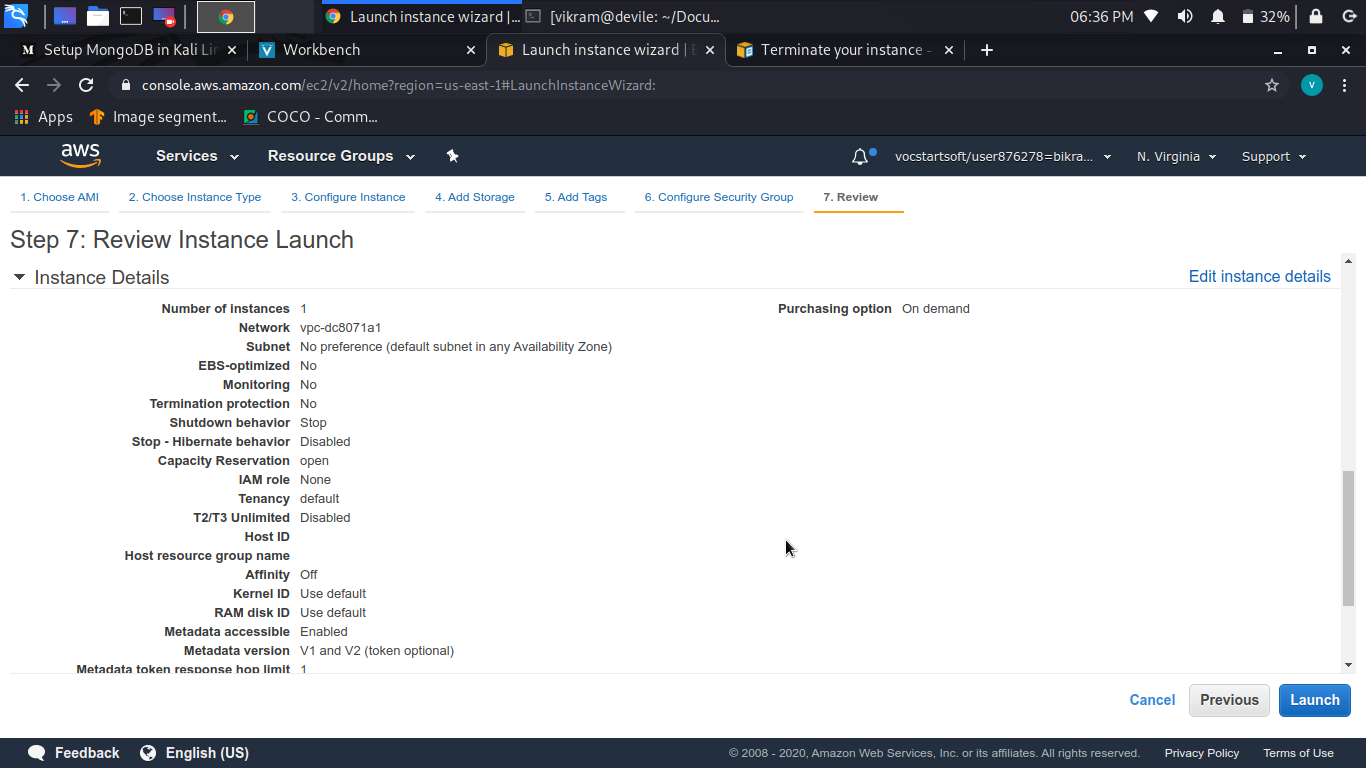 Launch instance wizard |...
[vikram@devile: ~/Docu...
06:36 PM
32%
M Setup MongoDB in Kali Lin
V Workbench
Launch instance wizard | E
Terminate your instance -
console.aws.amazon.com/ec2/v2/home?region=us-east-1#LaunchInstanceWizard:
V
Apps
Image segment...
COCO - Comm...
aws
Services
Resource Groups
vocstartsoft/user876278=bikra...
N. Virginia
Support
1. Choose AMI
2. Choose Instance Type
3. Configure Instance
4. Add Storage
5. Add Tags
6. Configure Security Group
7. Review
Step 7: Review Instance Launch
Instance Details
Edit instance details
Number of instances 1
Purchasing option On demand
Network vpc-dc8071a1
Subnet No preference (default subnet in any Availability Zone)
EBS-optimized No
Monitoring No
Termination protection No
Shutdown behavior Stop
Stop - Hibernate behavior Disabled
Capacity Reservation open
IAM role None
Tenancy default
T2/T3 Unlimited Disabled
Host ID
Host resource group name
Affinity Off
Kernel ID Use default
RAM disk ID Use default
Metadata accessible Enabled
Metadata version V1 and V2 (token optional)
Metadata token response hop limit 1
Cancel
Previous
Launch
Feedback
English (US)
© 2008 - 2020, Amazon Web Services, Inc. or its affiliates. All rights reserved.
Privacy Policy
Terms of Use